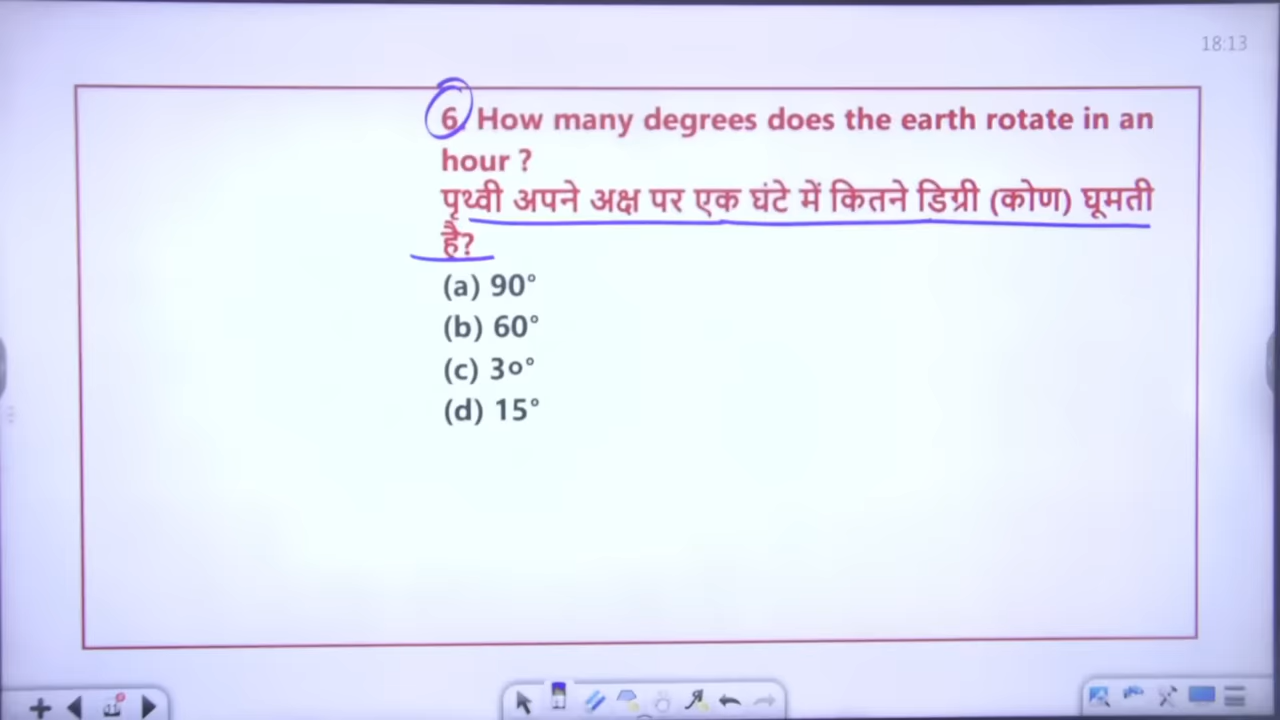 18:13
6. How many degrees does the earth rotate in an
hour ?
पृथ्वी अपने अक्ष पर एक घंटे में कितने डिग्री (कोण) घूमती
है?
(a) 90°
(b) 60°
(c) 3०°
(d) 15°